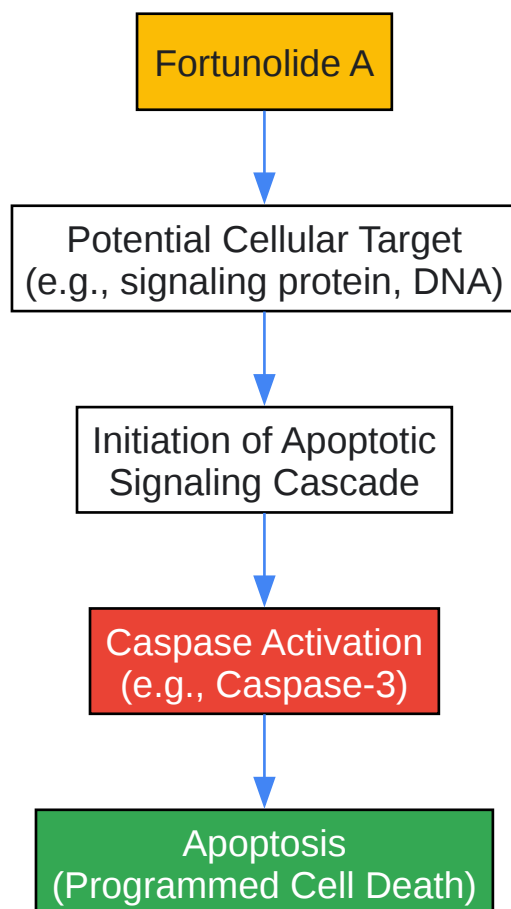 Fortunolide A
Potential Cellular Target
(e.g., signaling protein, DNA)
Initiation of Apoptotic
Signaling Cascade
Caspase Activation
(e.g., Caspase-3)
Apoptosis
(Programmed Cell Death)